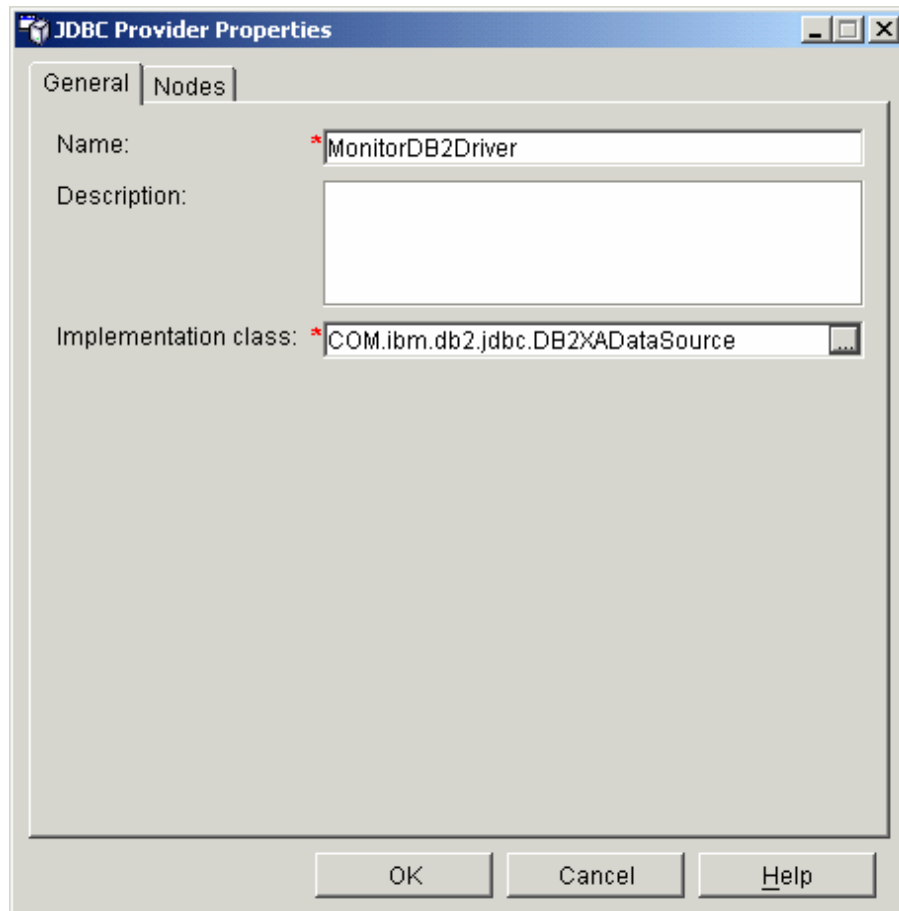 JDBC Provider Properties
General Nodes
Name: *MonitorDB2Driver
Description:
Implementation class: *COM.ibm.db2.jdbc.DB2XADataSource ...
OK Cancel Help